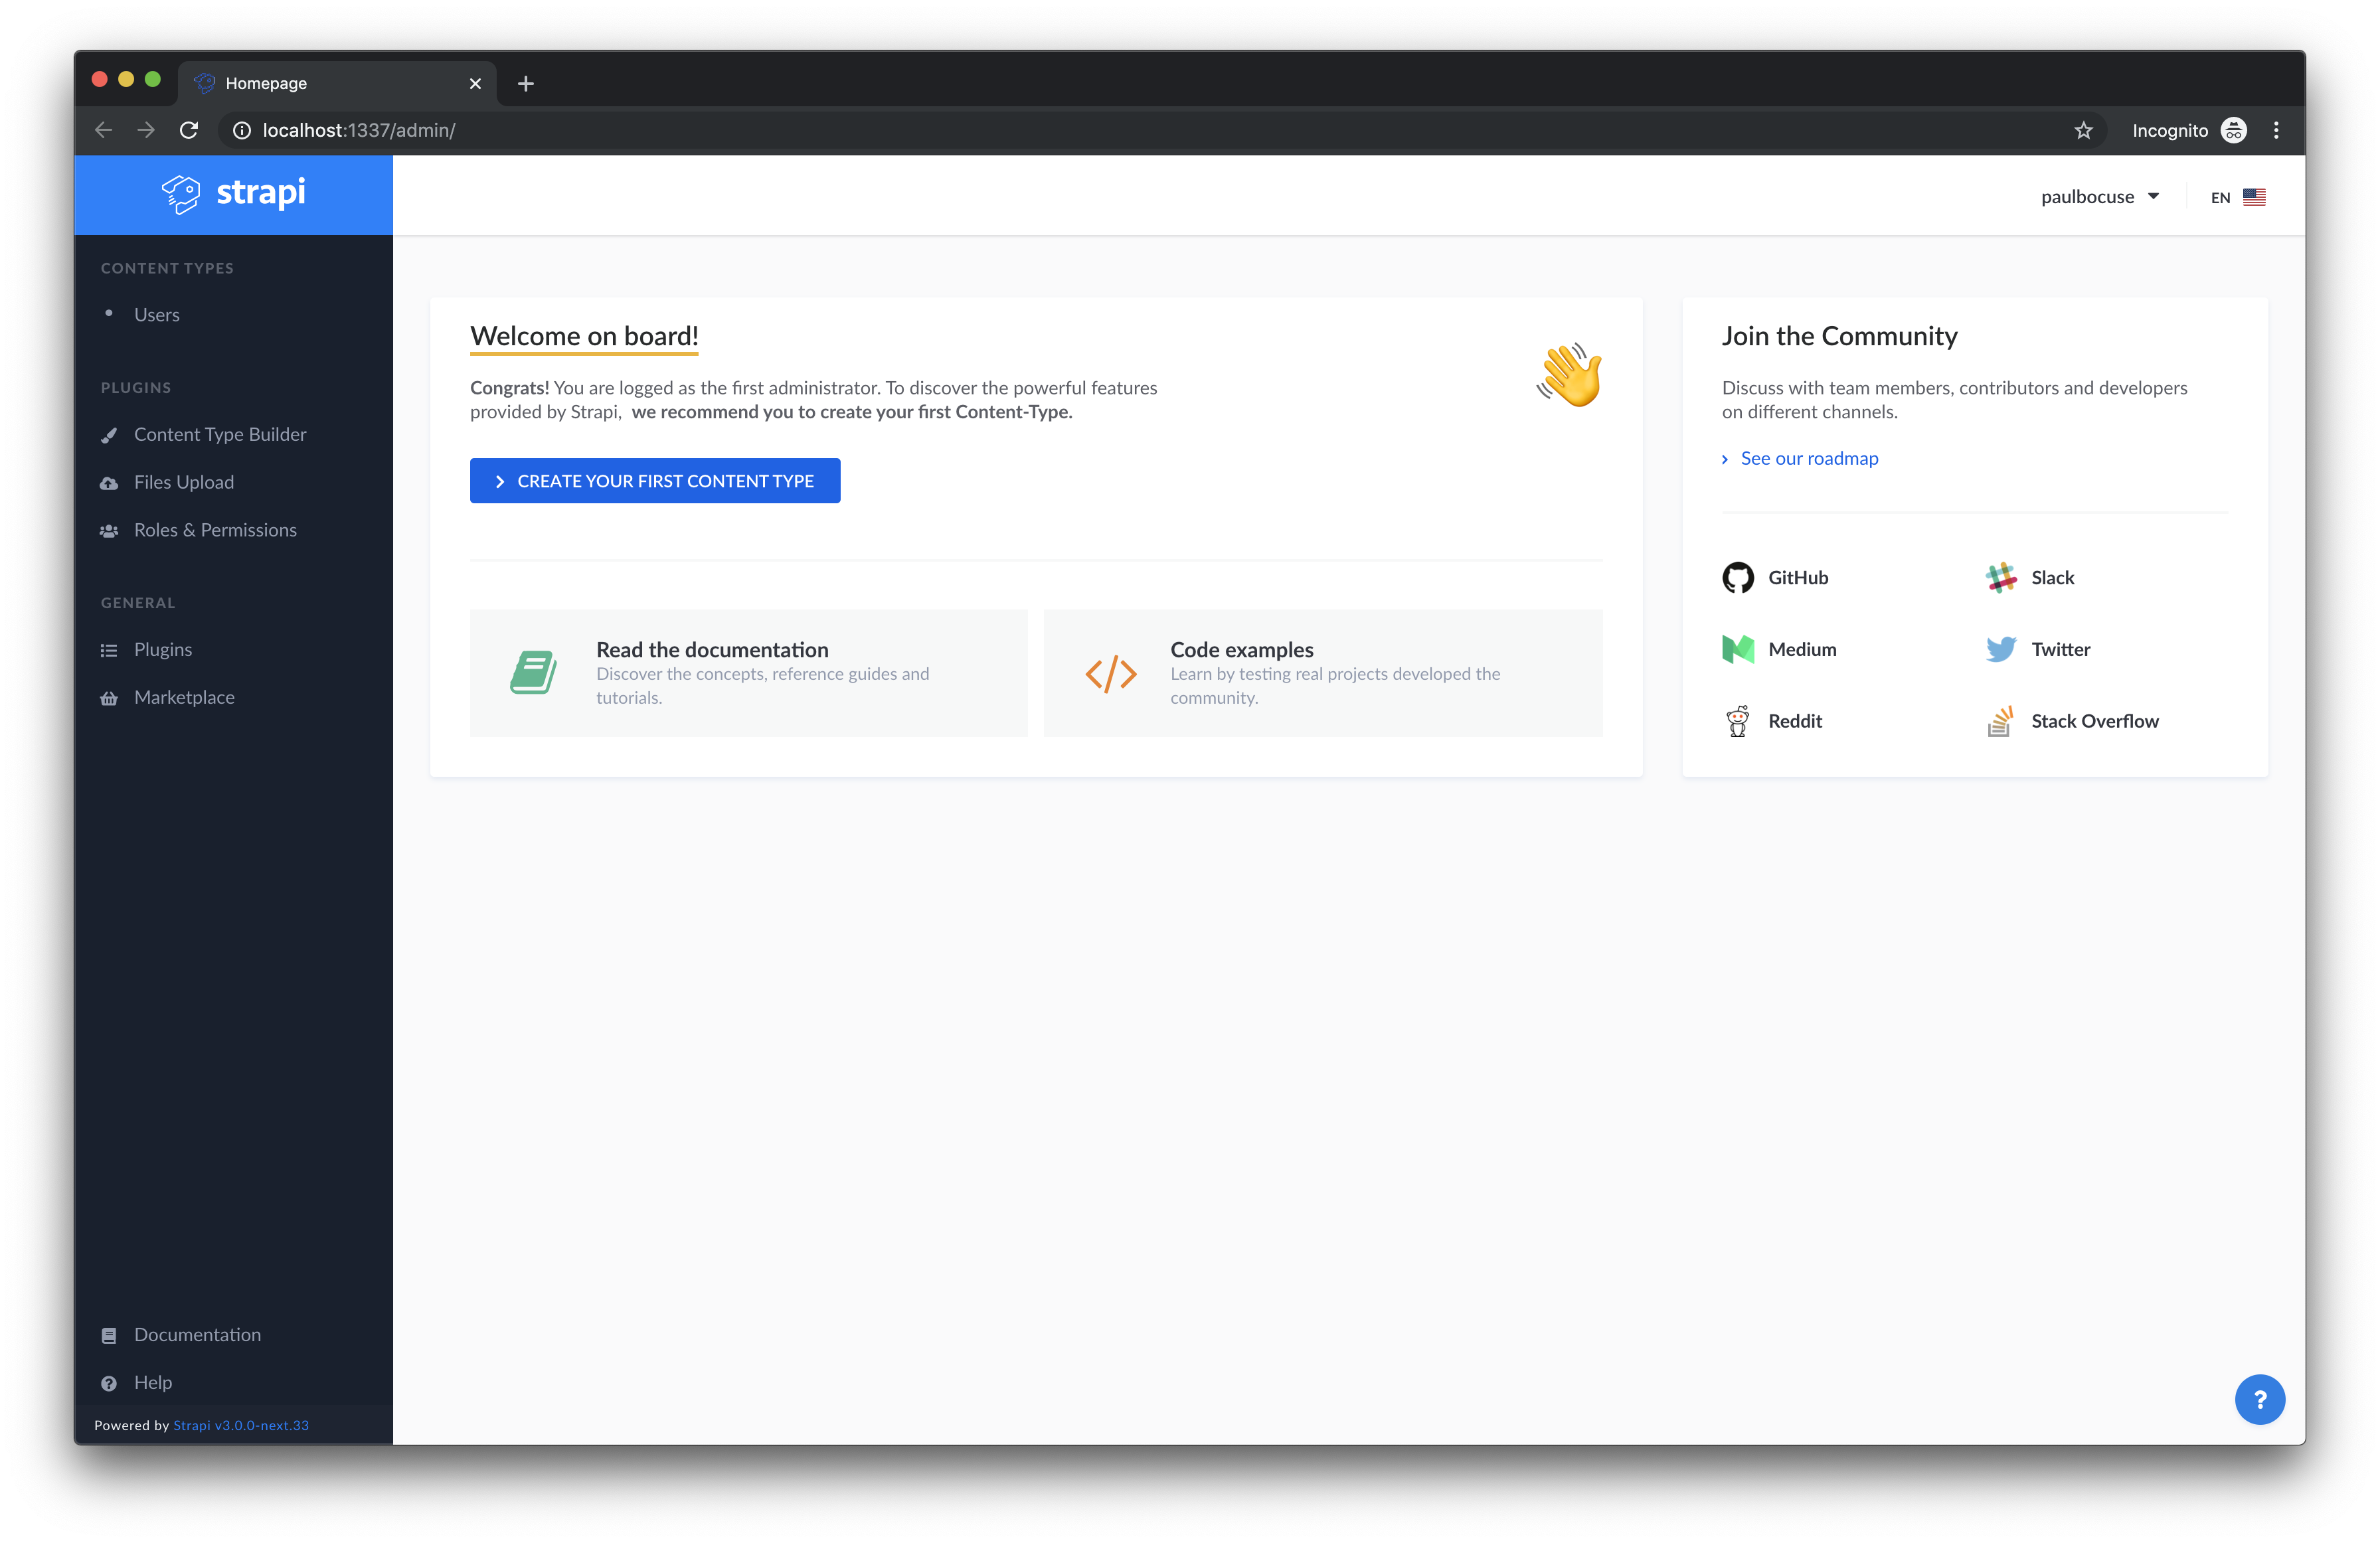 Homepage
localhost:1337/admin/
Incognito
strapi
paulbocuse
EN
CONTENT TYPES
Users
PLUGINS
Content Type Builder
Files Upload
Roles & Permissions
GENERAL
Plugins
Marketplace
Documentation
Help
Powered by Strapi v3.0.0-next.33
Welcome on board!
Congrats! You are logged as the first administrator. To discover the powerful features
provided by Strapi, we recommend you to create your first Content-Type.
CREATE YOUR FIRST CONTENT TYPE
Read the documentation
Discover the concepts, reference guides and
tutorials.
Code examples
Learn by testing real projects developed the
community.
Join the Community
Discuss with team members, contributors and developers
on different channels.
See our roadmap
GitHub
Slack
Medium
Twitter
Reddit
Stack Overflow
?